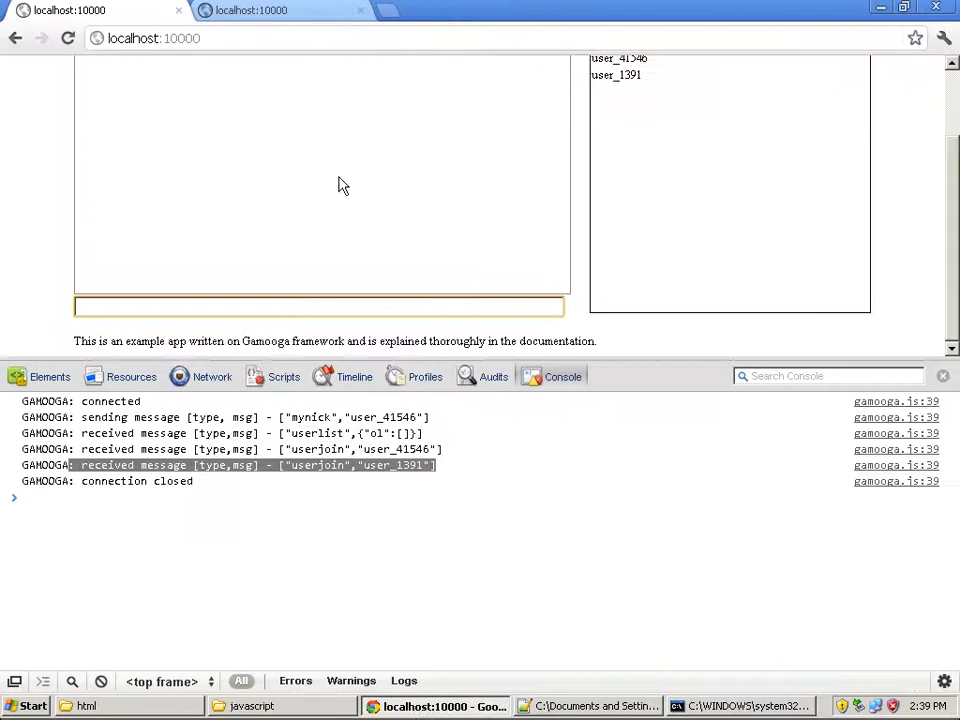 localhost:10000
localhost:10000
localhost:10000
user_41546
user_1391
This is an example app written on Gamooga framework and is explained thoroughly in the documentation.
Elements Resources Network Scripts Timeline Profiles Audits Console Search Console
GAMOOGA: connected gamooga.js:39
GAMOOGA: sending message [type, msg] - ["mynick","user_41546"] gamooga.js:39
GAMOOGA: received message [type,msg] - ["userlist",{"ol":[]}] gamooga.js:39
GAMOOGA: received message [type,msg] - ["userjoin","user_41546"] gamooga.js:39
GAMOOGA: received message [type,msg] - ["userjoin","user_1391"] gamooga.js:39
GAMOOGA: connection closed gamooga.js:39
<top frame> All Errors Warnings Logs
Start html javascript localhost:10000 - Goo... C:\Documents and Settin... C:\WINDOWS\system32... 2:39 PM